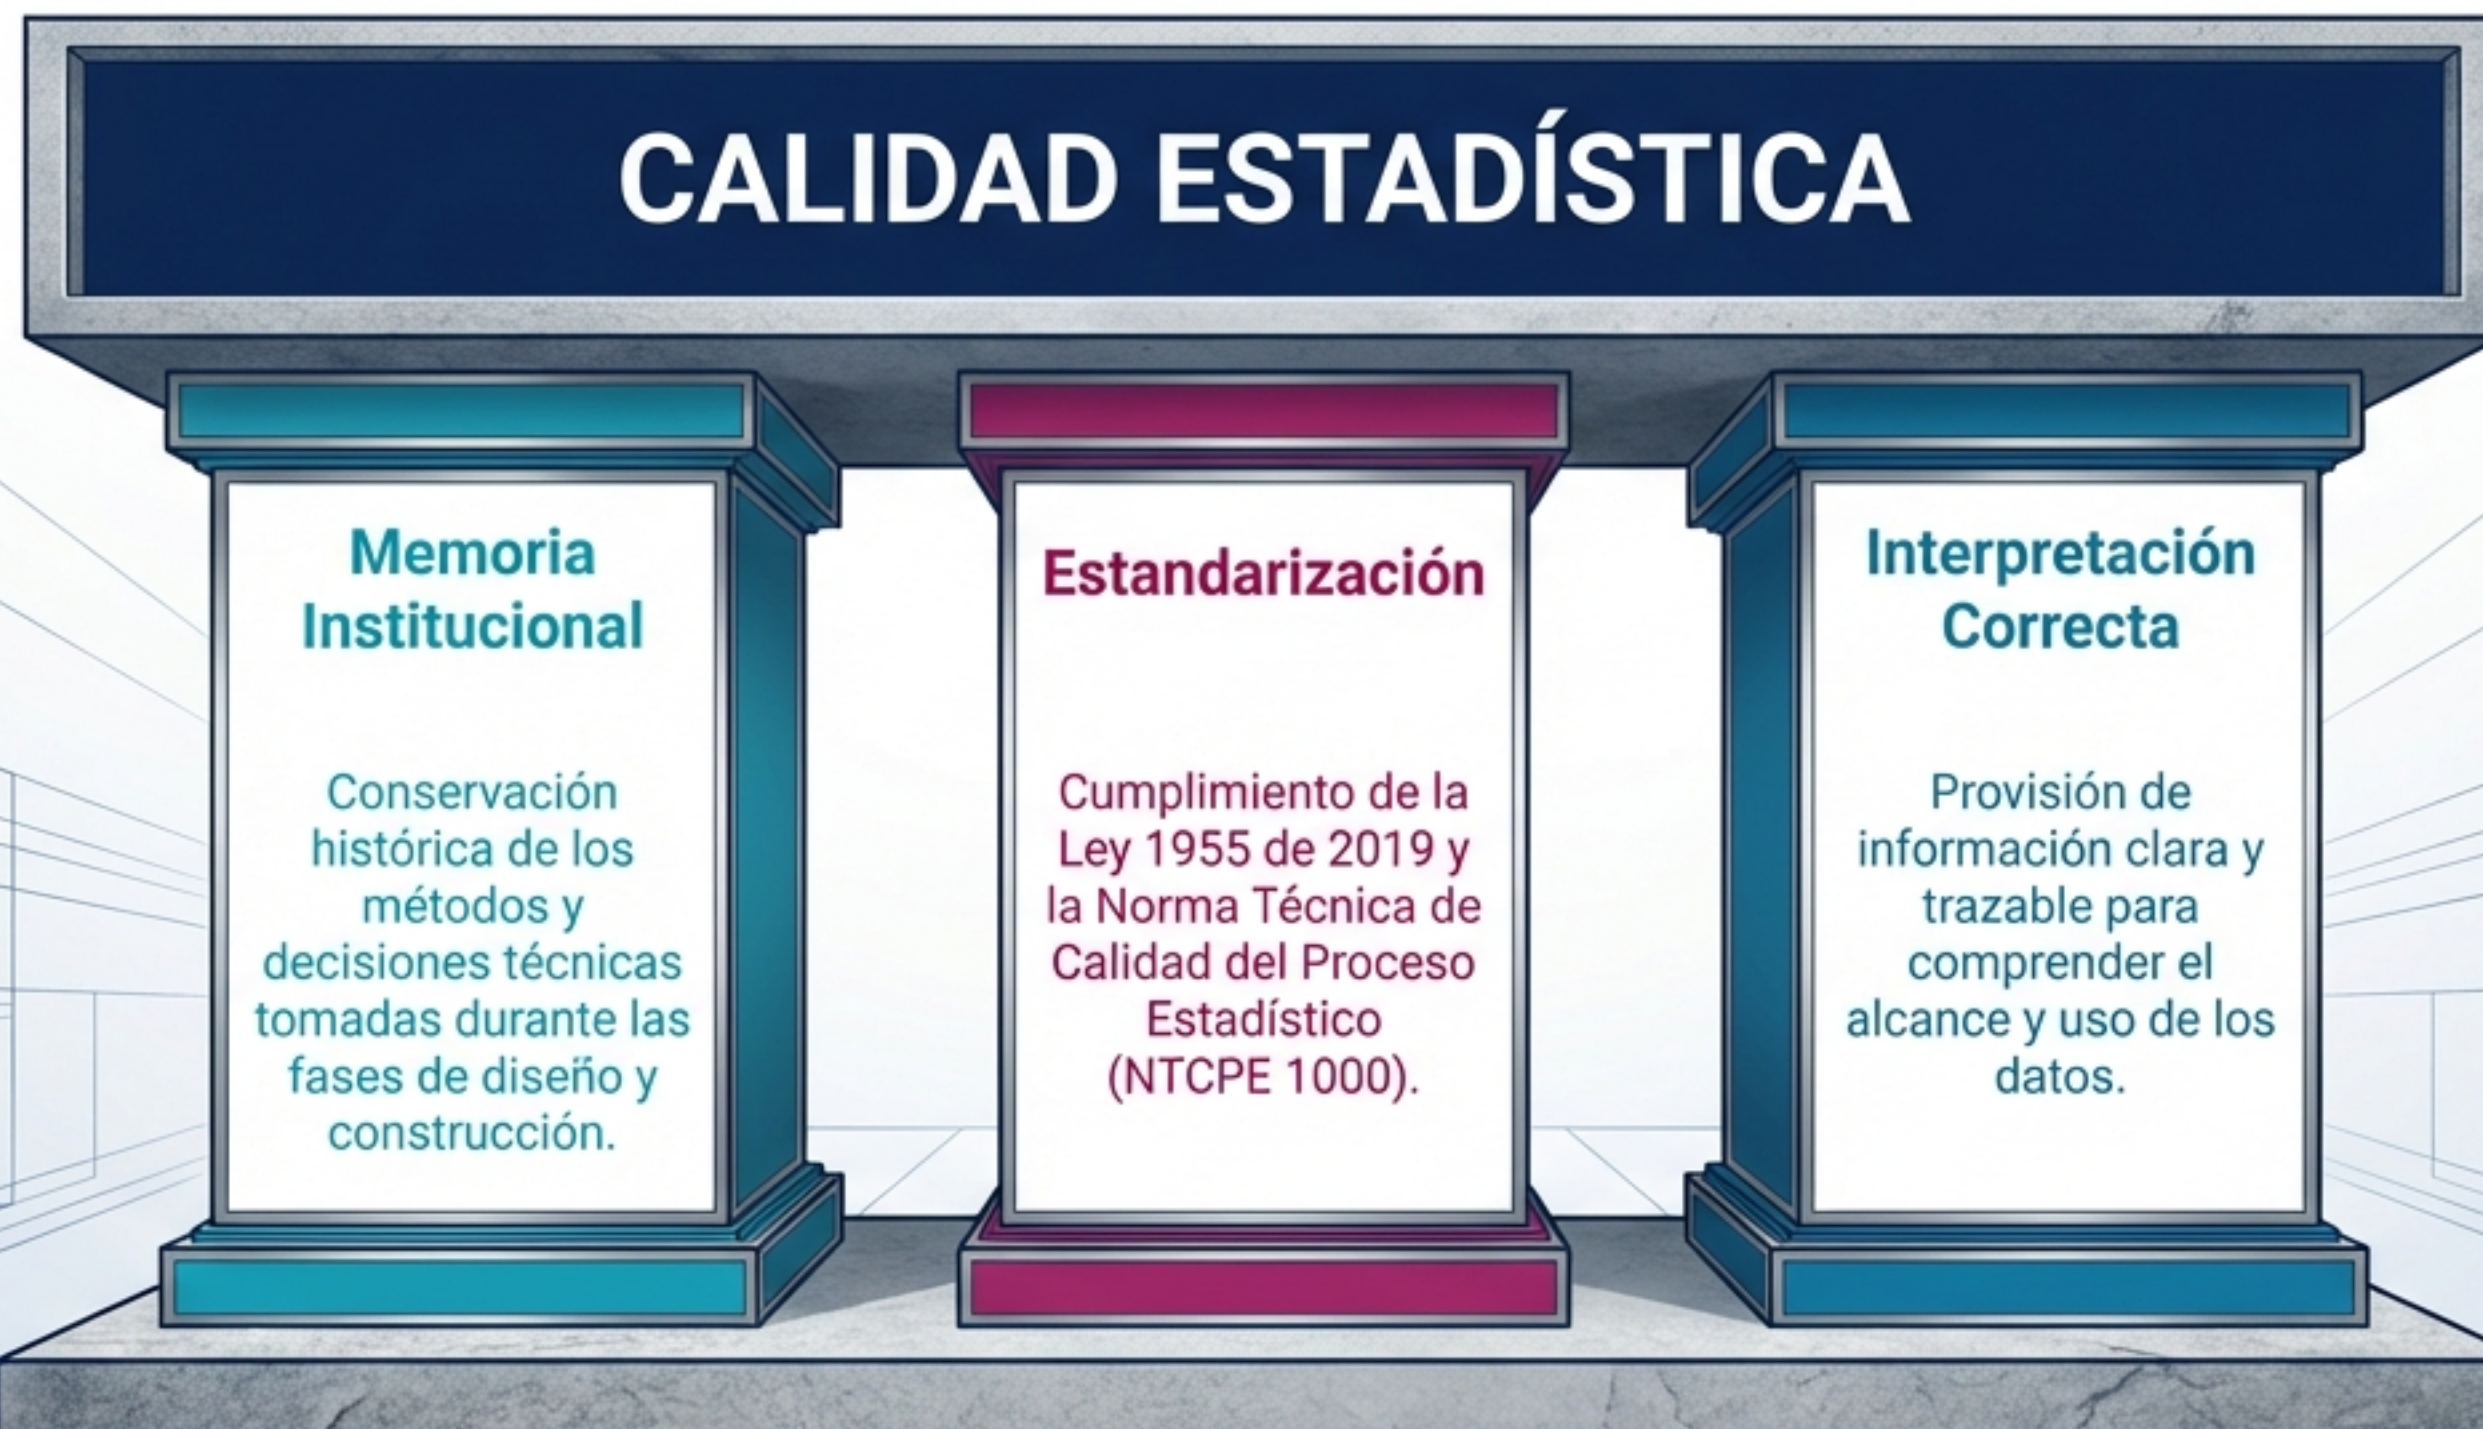 CALIDAD ESTADÍSTICA
Memoria
Institucional
Conservación
histórica de los
métodos y
decisiones técnicas
tomadas durante las
fases de diseño y
construcción.
Estandarización
Cumplimiento de la
Ley 1955 de 2019 y
la Norma Técnica de
Calidad del Proceso
Estadístico
(NTCPE 1000).
Interpretación
Correcta
Provisión de
información clara y
trazable para
comprender el
alcance y uso de los
datos.